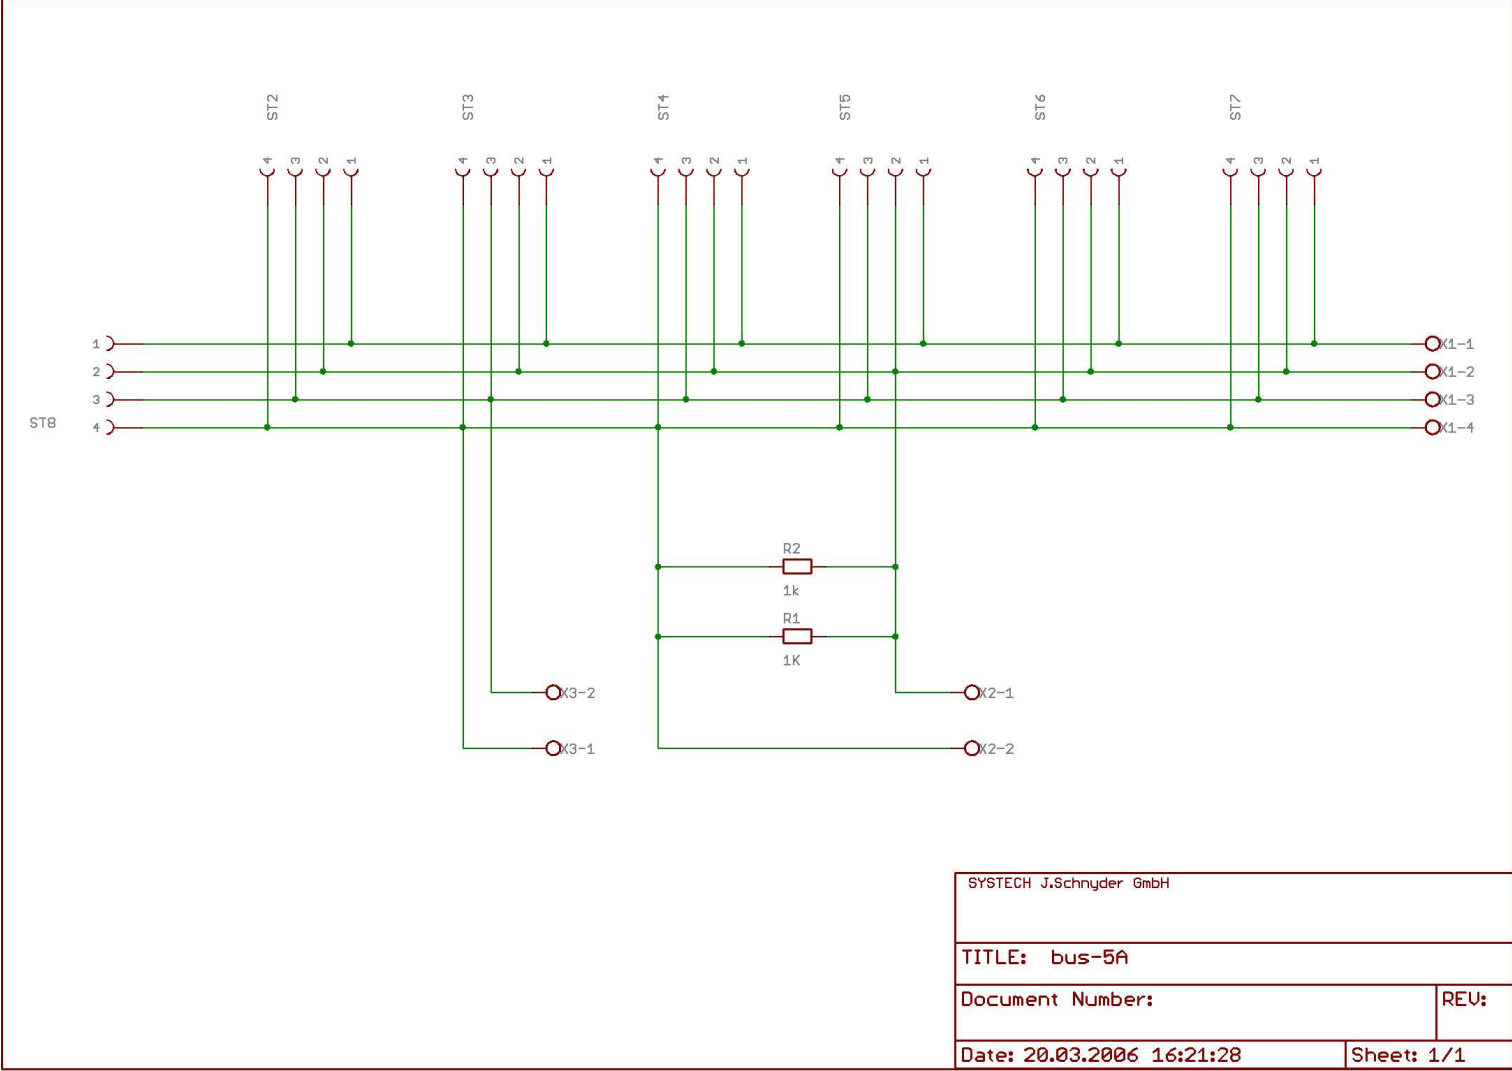 ST2 ST3 ST4 ST5 ST6 ST7
4 3 2 1 4 3 2 1 4 3 2 1 4 3 2 1 4 3 2 1 4 3 2 1
1 X1-1
2 X1-2
3 X1-3
ST8 4 X1-4
R2
1k
R1
1K
X3-2 X2-1
X3-1 X2-2
SYSTECH J.Schnyder GmbH
TITLE: bus-5A
Document Number: REV:
Date: 20.03.2006 16:21:28 Sheet: 1/1